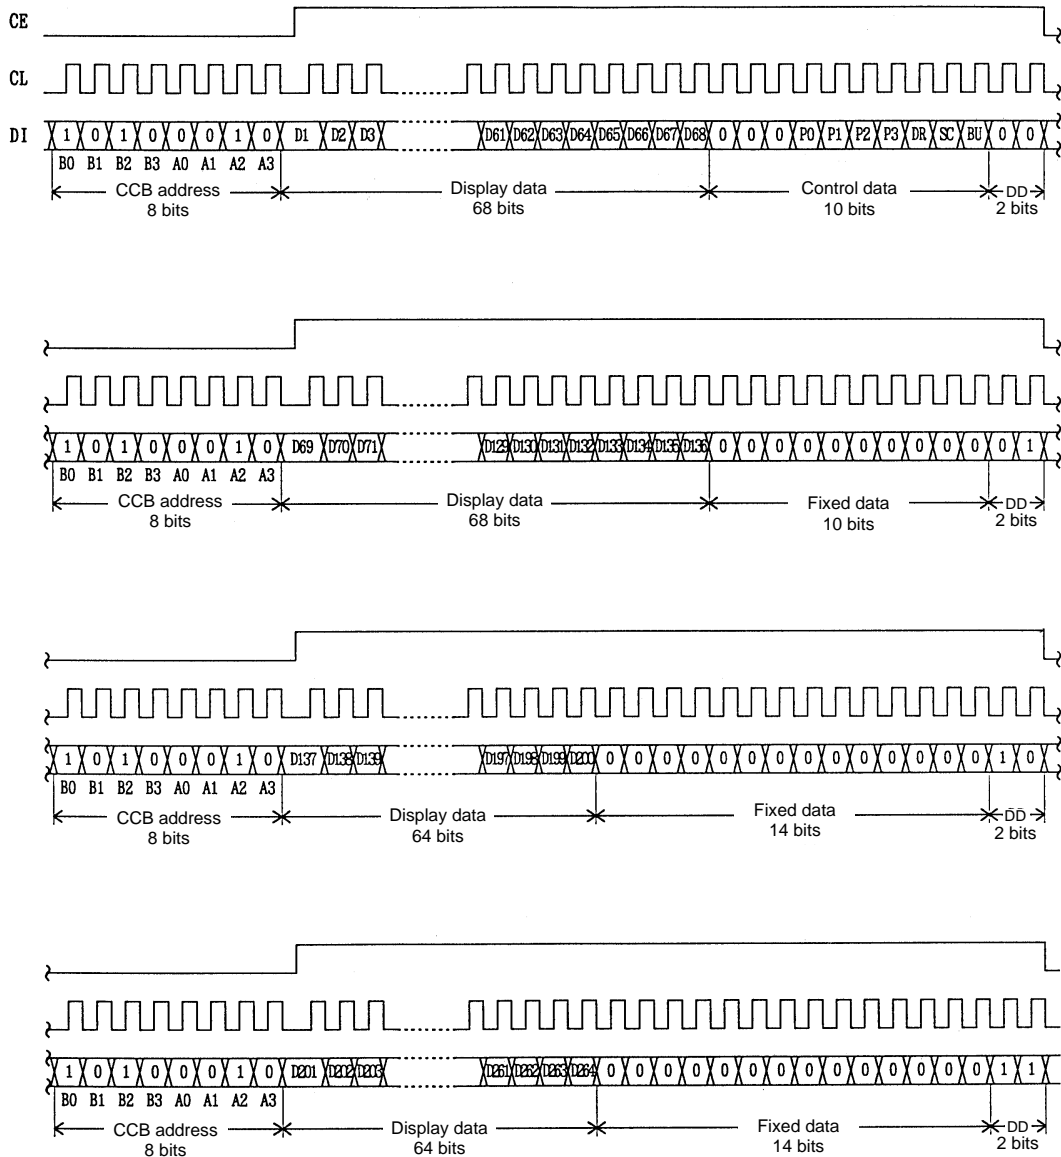 CE
CL
DI 1 0 1 0 0 0 1 0 D1 D2 D3 D61 D62 D63 D64 D65 D66 D67 D68 0 0 0 P0 P1 P2 P3 DR SC BU 0 0
B0 B1 B2 B3 A0 A1 A2 A3
CCB address Display data Control data DD
8 bits 68 bits 10 bits 2 bits
1 0 1 0 0 0 1 0 D69 D70 D71 D129 D130 D131 D132 D133 D134 D135 D136 0 0 0 0 0 0 0 0 0 0 0 1
B0 B1 B2 B3 A0 A1 A2 A3
CCB address Display data Fixed data DD
8 bits 68 bits 10 bits 2 bits
1 0 1 0 0 0 1 0 D137 D138 D139 D197 D198 D199 D200 0 0 0 0 0 0 0 0 0 0 0 0 0 0 1 0
B0 B1 B2 B3 A0 A1 A2 A3
CCB address Display data Fixed data DD
8 bits 64 bits 14 bits 2 bits
1 0 1 0 0 0 1 0 D201 D202 D203 D261 D262 D263 D264 0 0 0 0 0 0 0 0 0 0 0 0 0 0 1 1
B0 B1 B2 B3 A0 A1 A2 A3
CCB address Display data Fixed data DD
8 bits 64 bits 14 bits 2 bits